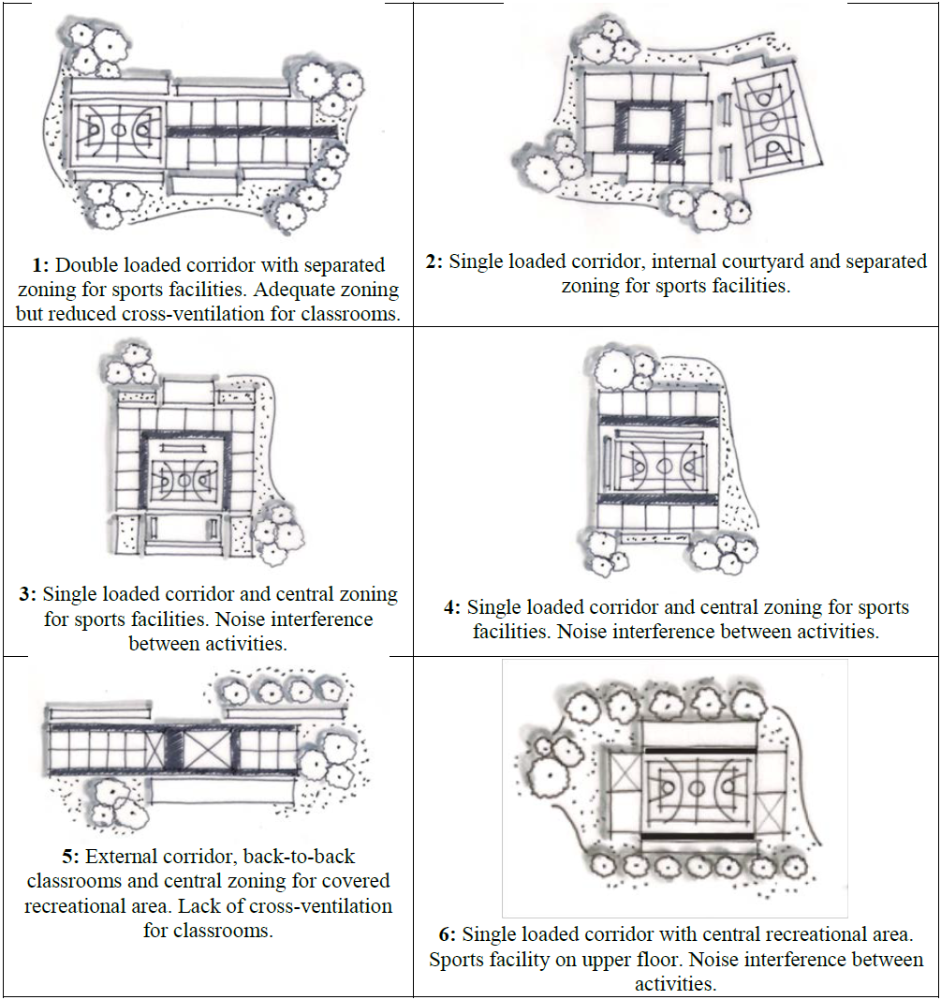 1: Double loaded corridor with separated
zoning for sports facilities. Adequate zoning
but reduced cross-ventilation for classrooms.
2: Single loaded corridor, internal courtyard and separated
zoning for sports facilities.
3: Single loaded corridor and central zoning
for sports facilities. Noise interference
between activities.
4: Single loaded corridor and central zoning for sports
facilities. Noise interference between activities.
5: External corridor, back-to-back
classrooms and central zoning for covered
recreational area. Lack of cross-ventilation
for classrooms.
6: Single loaded corridor with central recreational area.
Sports facility on upper floor. Noise interference between
activities.